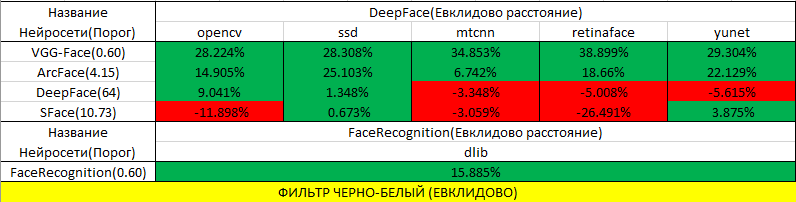 Название DeepFace(Евклидово расстояние)
Нейросети(Порог) opencv ssd mtcnn retinaface yunet
VGG-Face(0.60) 28.224% 28.308% 34.853% 38.899% 29.304%
ArcFace(4.15) 14.905% 25.103% 6.742% 18.66% 22.129%
DeepFace(64) 9.041% 1.348% -3.348% -5.008% -5.615%
SFace(10.73) -11.898% 0.673% -3.059% -26.491% 3.875%
Название FaceRecognition(Евклидово расстояние)
Нейросети(Порог) dlib
FaceRecognition(0.60) 15.885%
ФИЛЬТР ЧЕРНО-БЕЛЫЙ (ЕВКЛИДОВО)